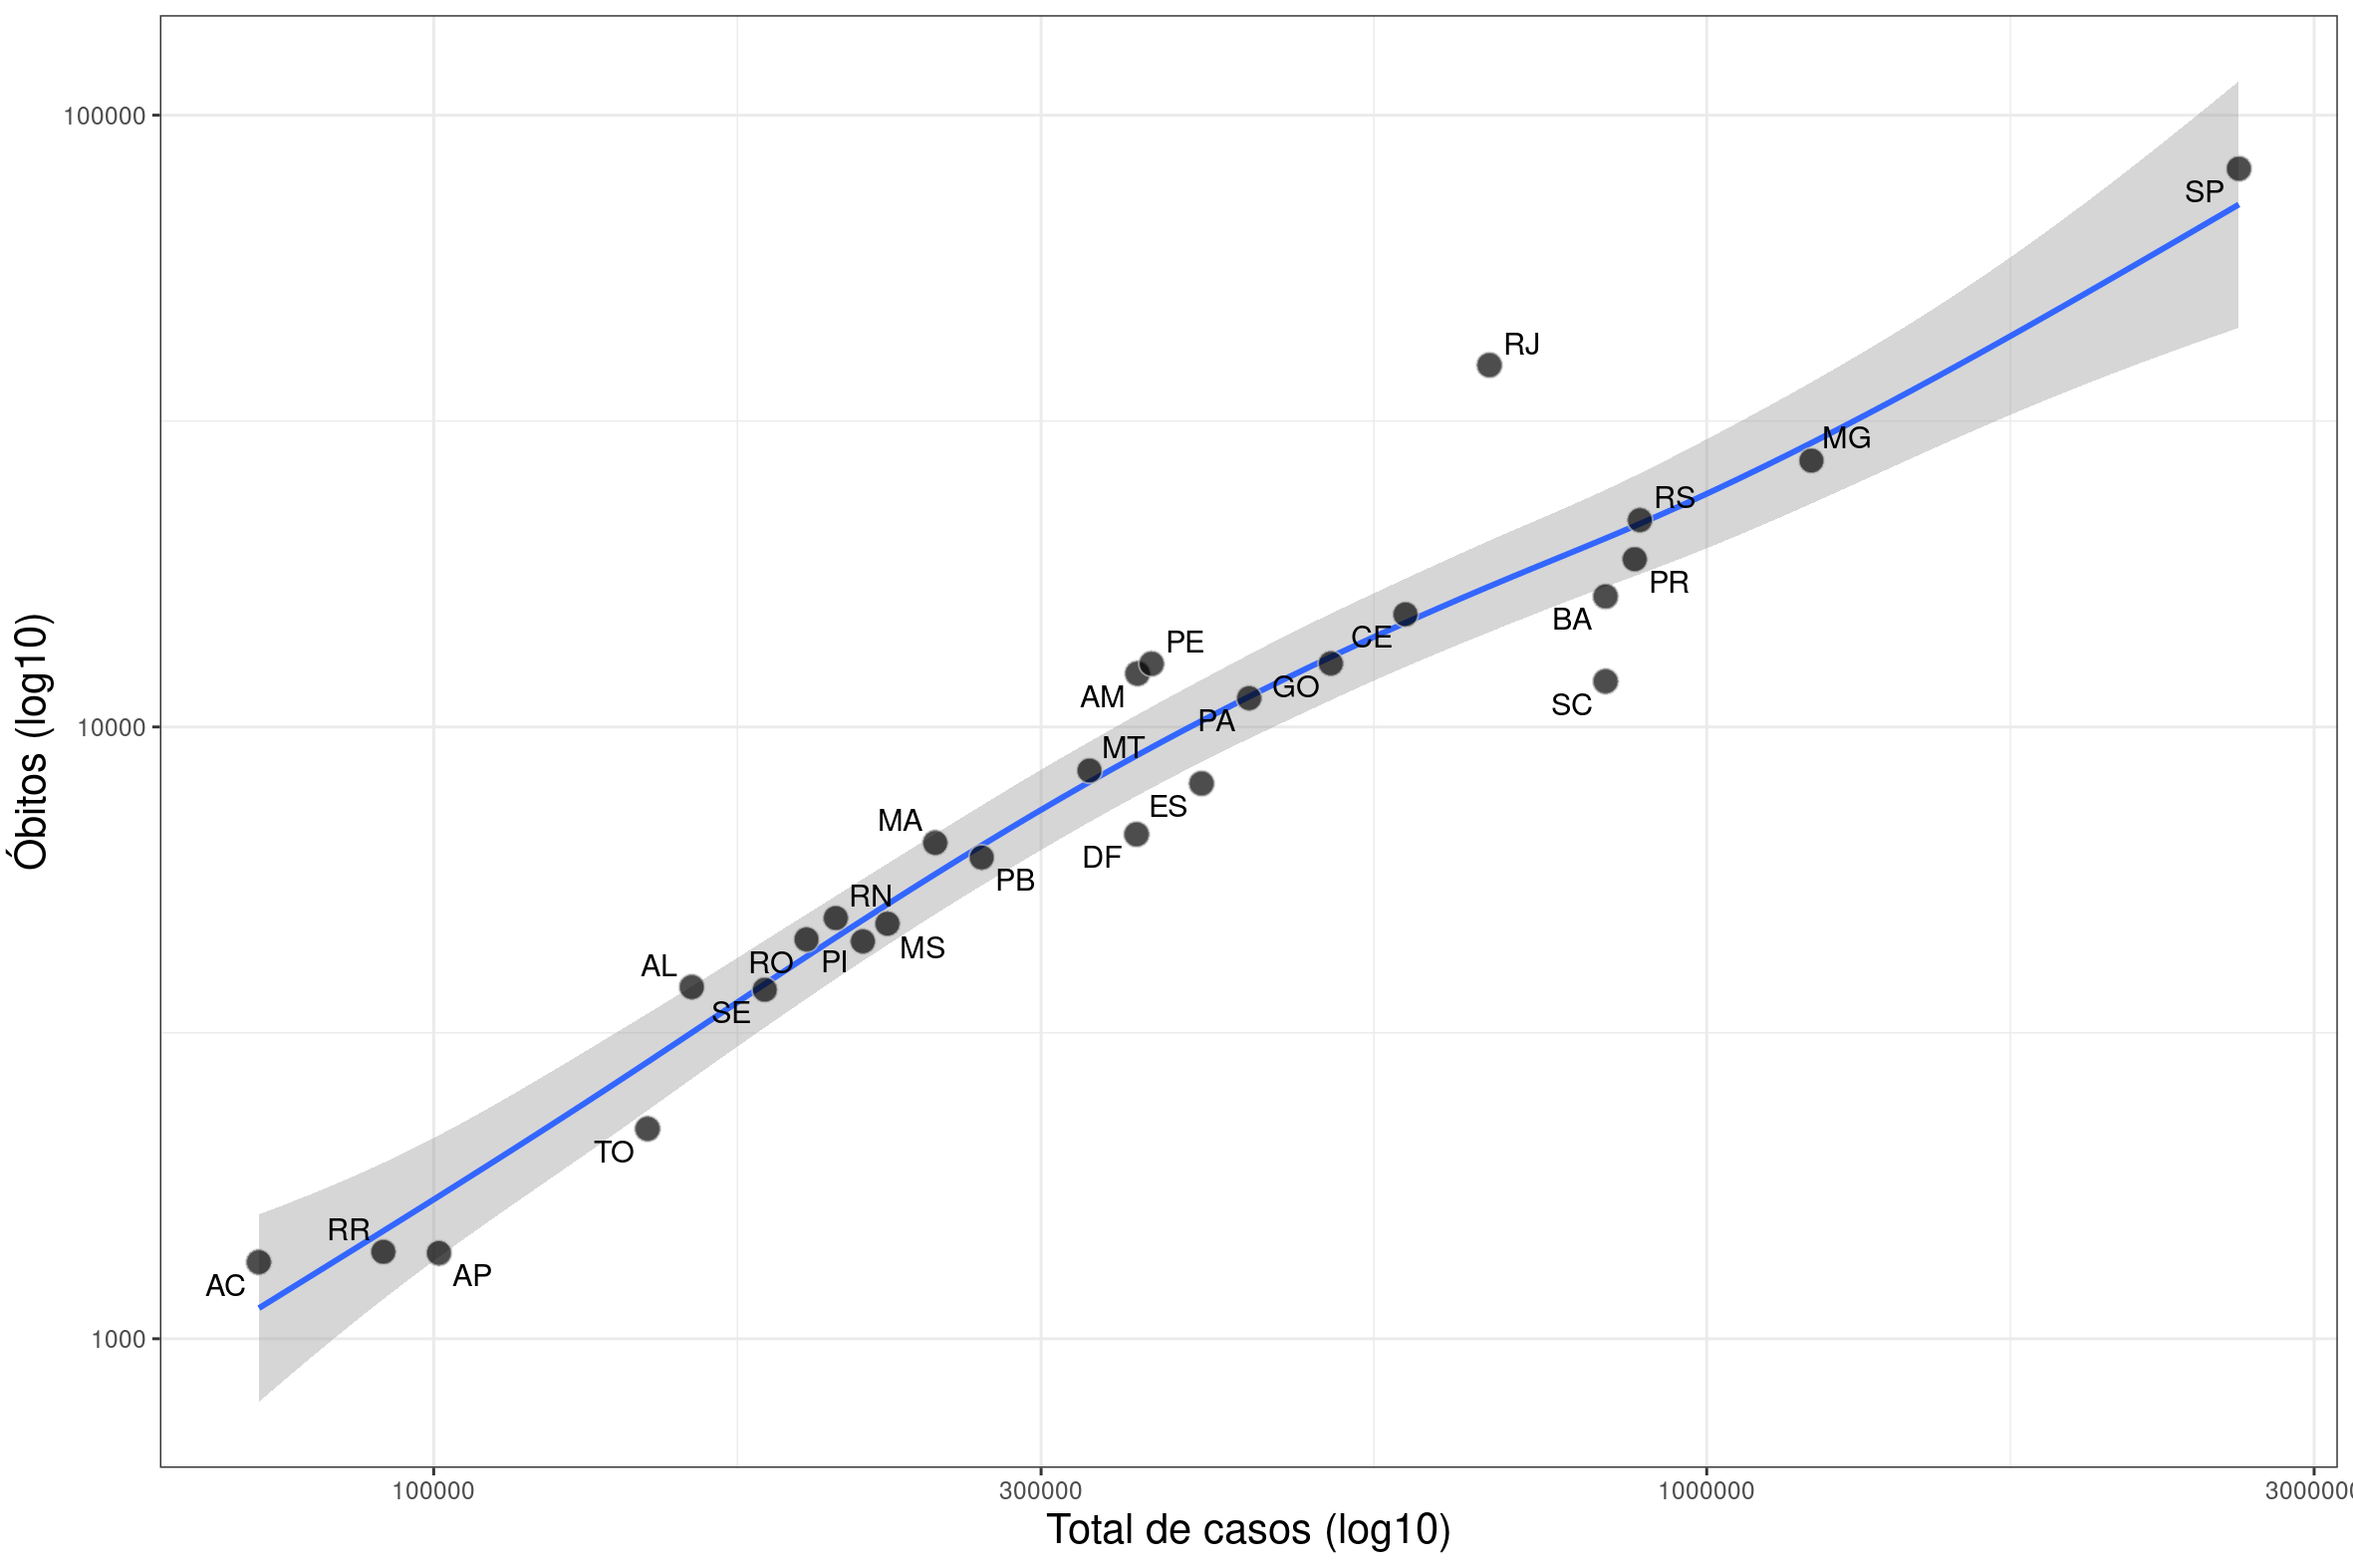 100000
10000
1000
Óbitos (log10)
SP
RJ
MG
RS
PR
BA
SC
CE
GO
PA
PE
AM
MT
ES
DF
MA
PB
RN
MS
PI
RO
AL
SE
TO
RR
AC
AP
100000
300000
1000000
Total de casos (log10)